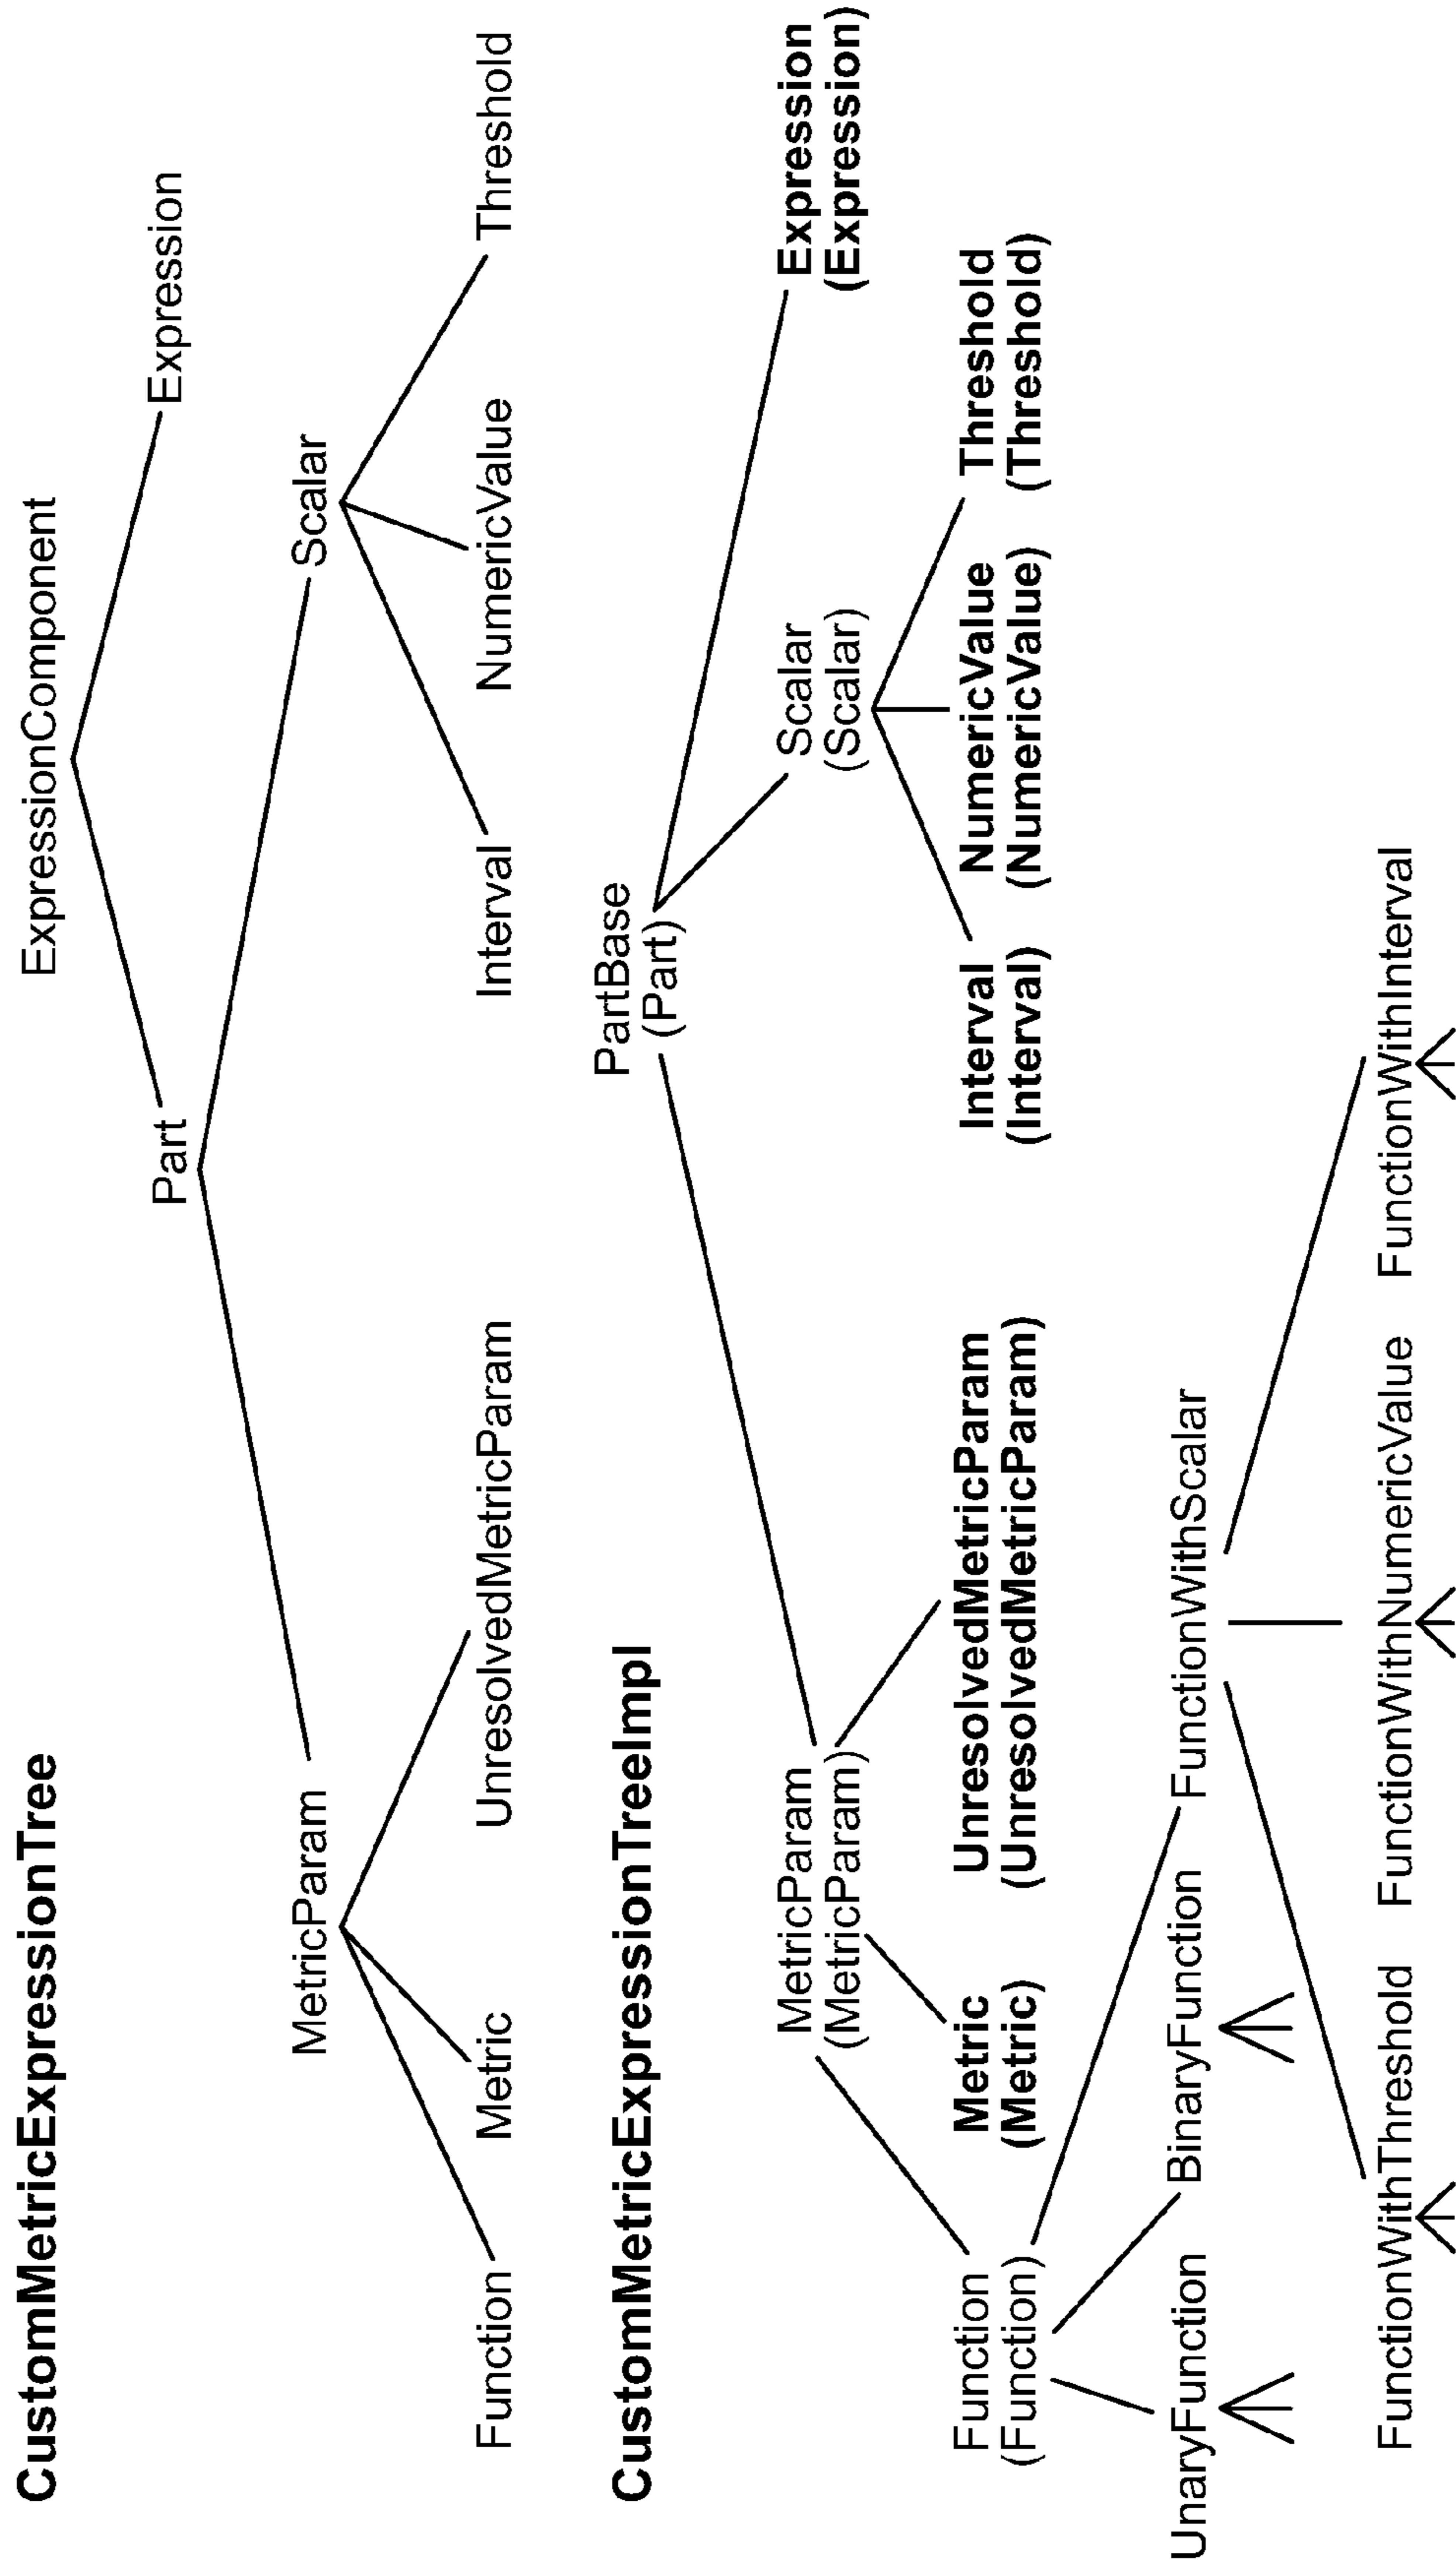 CustomMetricExpressionTree
ExpressionComponent
Part
Expression
MetricParam
Scalar
Function
Metric
UnresolvedMetricParam
Interval
NumericValue
Threshold
CustomMetricExpressionTreeImpl
PartBase
(Part)
MetricParam
(MetricParam)
Scalar
(Scalar)
Expression
(Expression)
Function
(Function)
Metric
(Metric)
UnresolvedMetricParam
(UnresolvedMetricParam)
Interval
(Interval)
NumericValue
(NumericValue)
Threshold
(Threshold)
UnaryFunction
BinaryFunction
FunctionWithScalar
FunctionWithThreshold
FunctionWithNumericValue
FunctionWithInterval